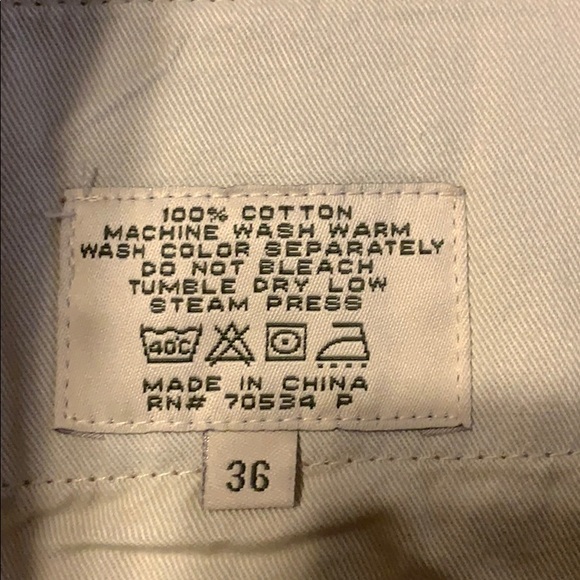 100% COTTON
MACHINE WASH WARM
WASH COLOR SEPARATELY
DO NOT BLEACH
TUMBLE DRY LOW
STEAM PRESS
40C
MADE IN CHINA
RN# 70534 P
36